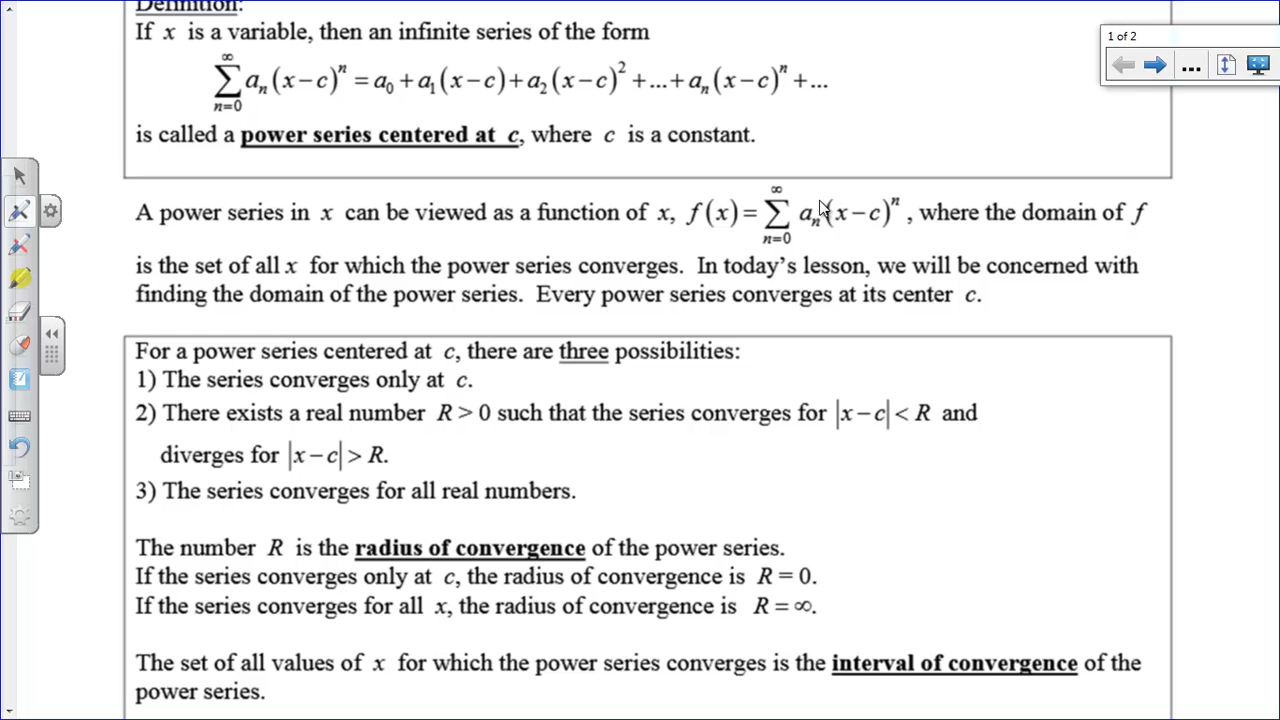 Definition:
If x is a variable, then an infinite series of the form
∑_{n=0}^{∞} a_n(x−c)^n = a_0 + a_1(x−c) + a_2(x−c)^2 + ... + a_n(x−c)^n + ...
is called a power series centered at c, where c is a constant.
A power series in x can be viewed as a function of x, f(x) = ∑_{n=0}^{∞} a_n(x−c)^n, where the domain of f
is the set of all x for which the power series converges. In today's lesson, we will be concerned with
finding the domain of the power series. Every power series converges at its center c.
For a power series centered at c, there are three possibilities:
1) The series converges only at c.
2) There exists a real number R > 0 such that the series converges for |x−c| < R and
diverges for |x−c| > R.
3) The series converges for all real numbers.
The number R is the radius of convergence of the power series.
If the series converges only at c, the radius of convergence is R = 0.
If the series converges for all x, the radius of convergence is R = ∞.
The set of all values of x for which the power series converges is the interval of convergence of the
power series.
1 of 2
...